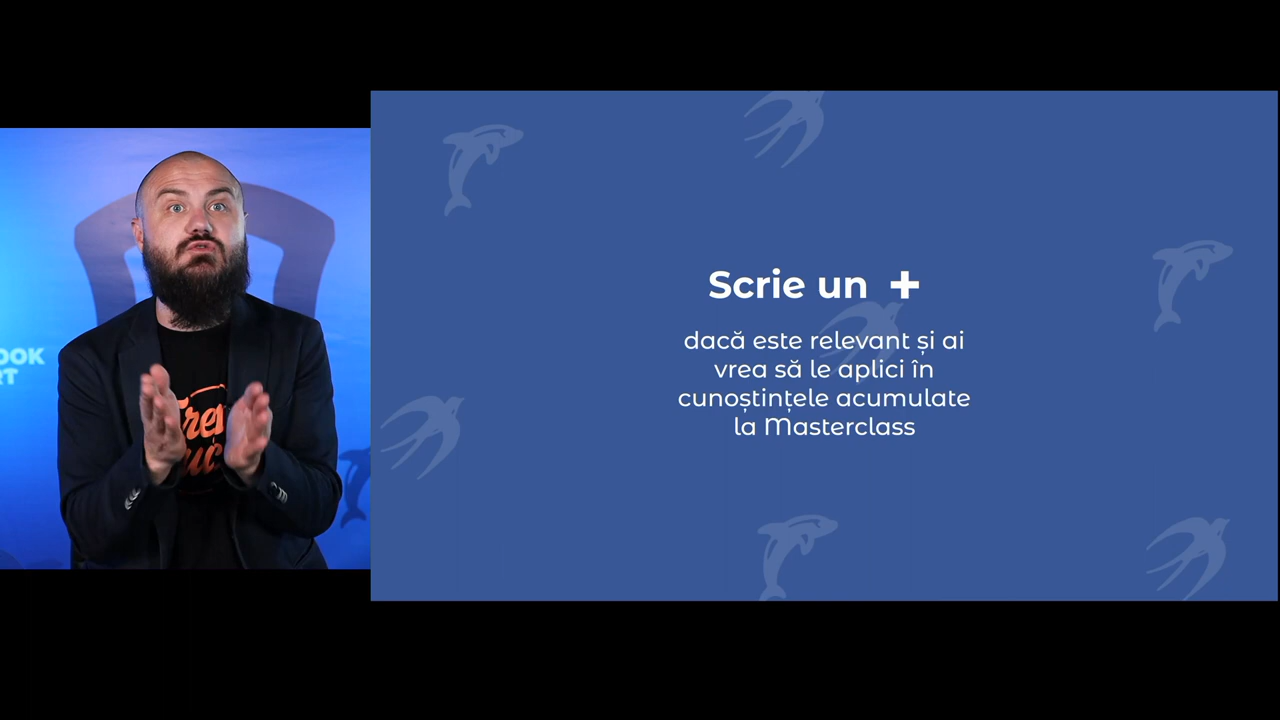 Scrie un +
dacă este relevant și ai
vrea să le aplici în
cunoștințele acumulate
la Masterclass